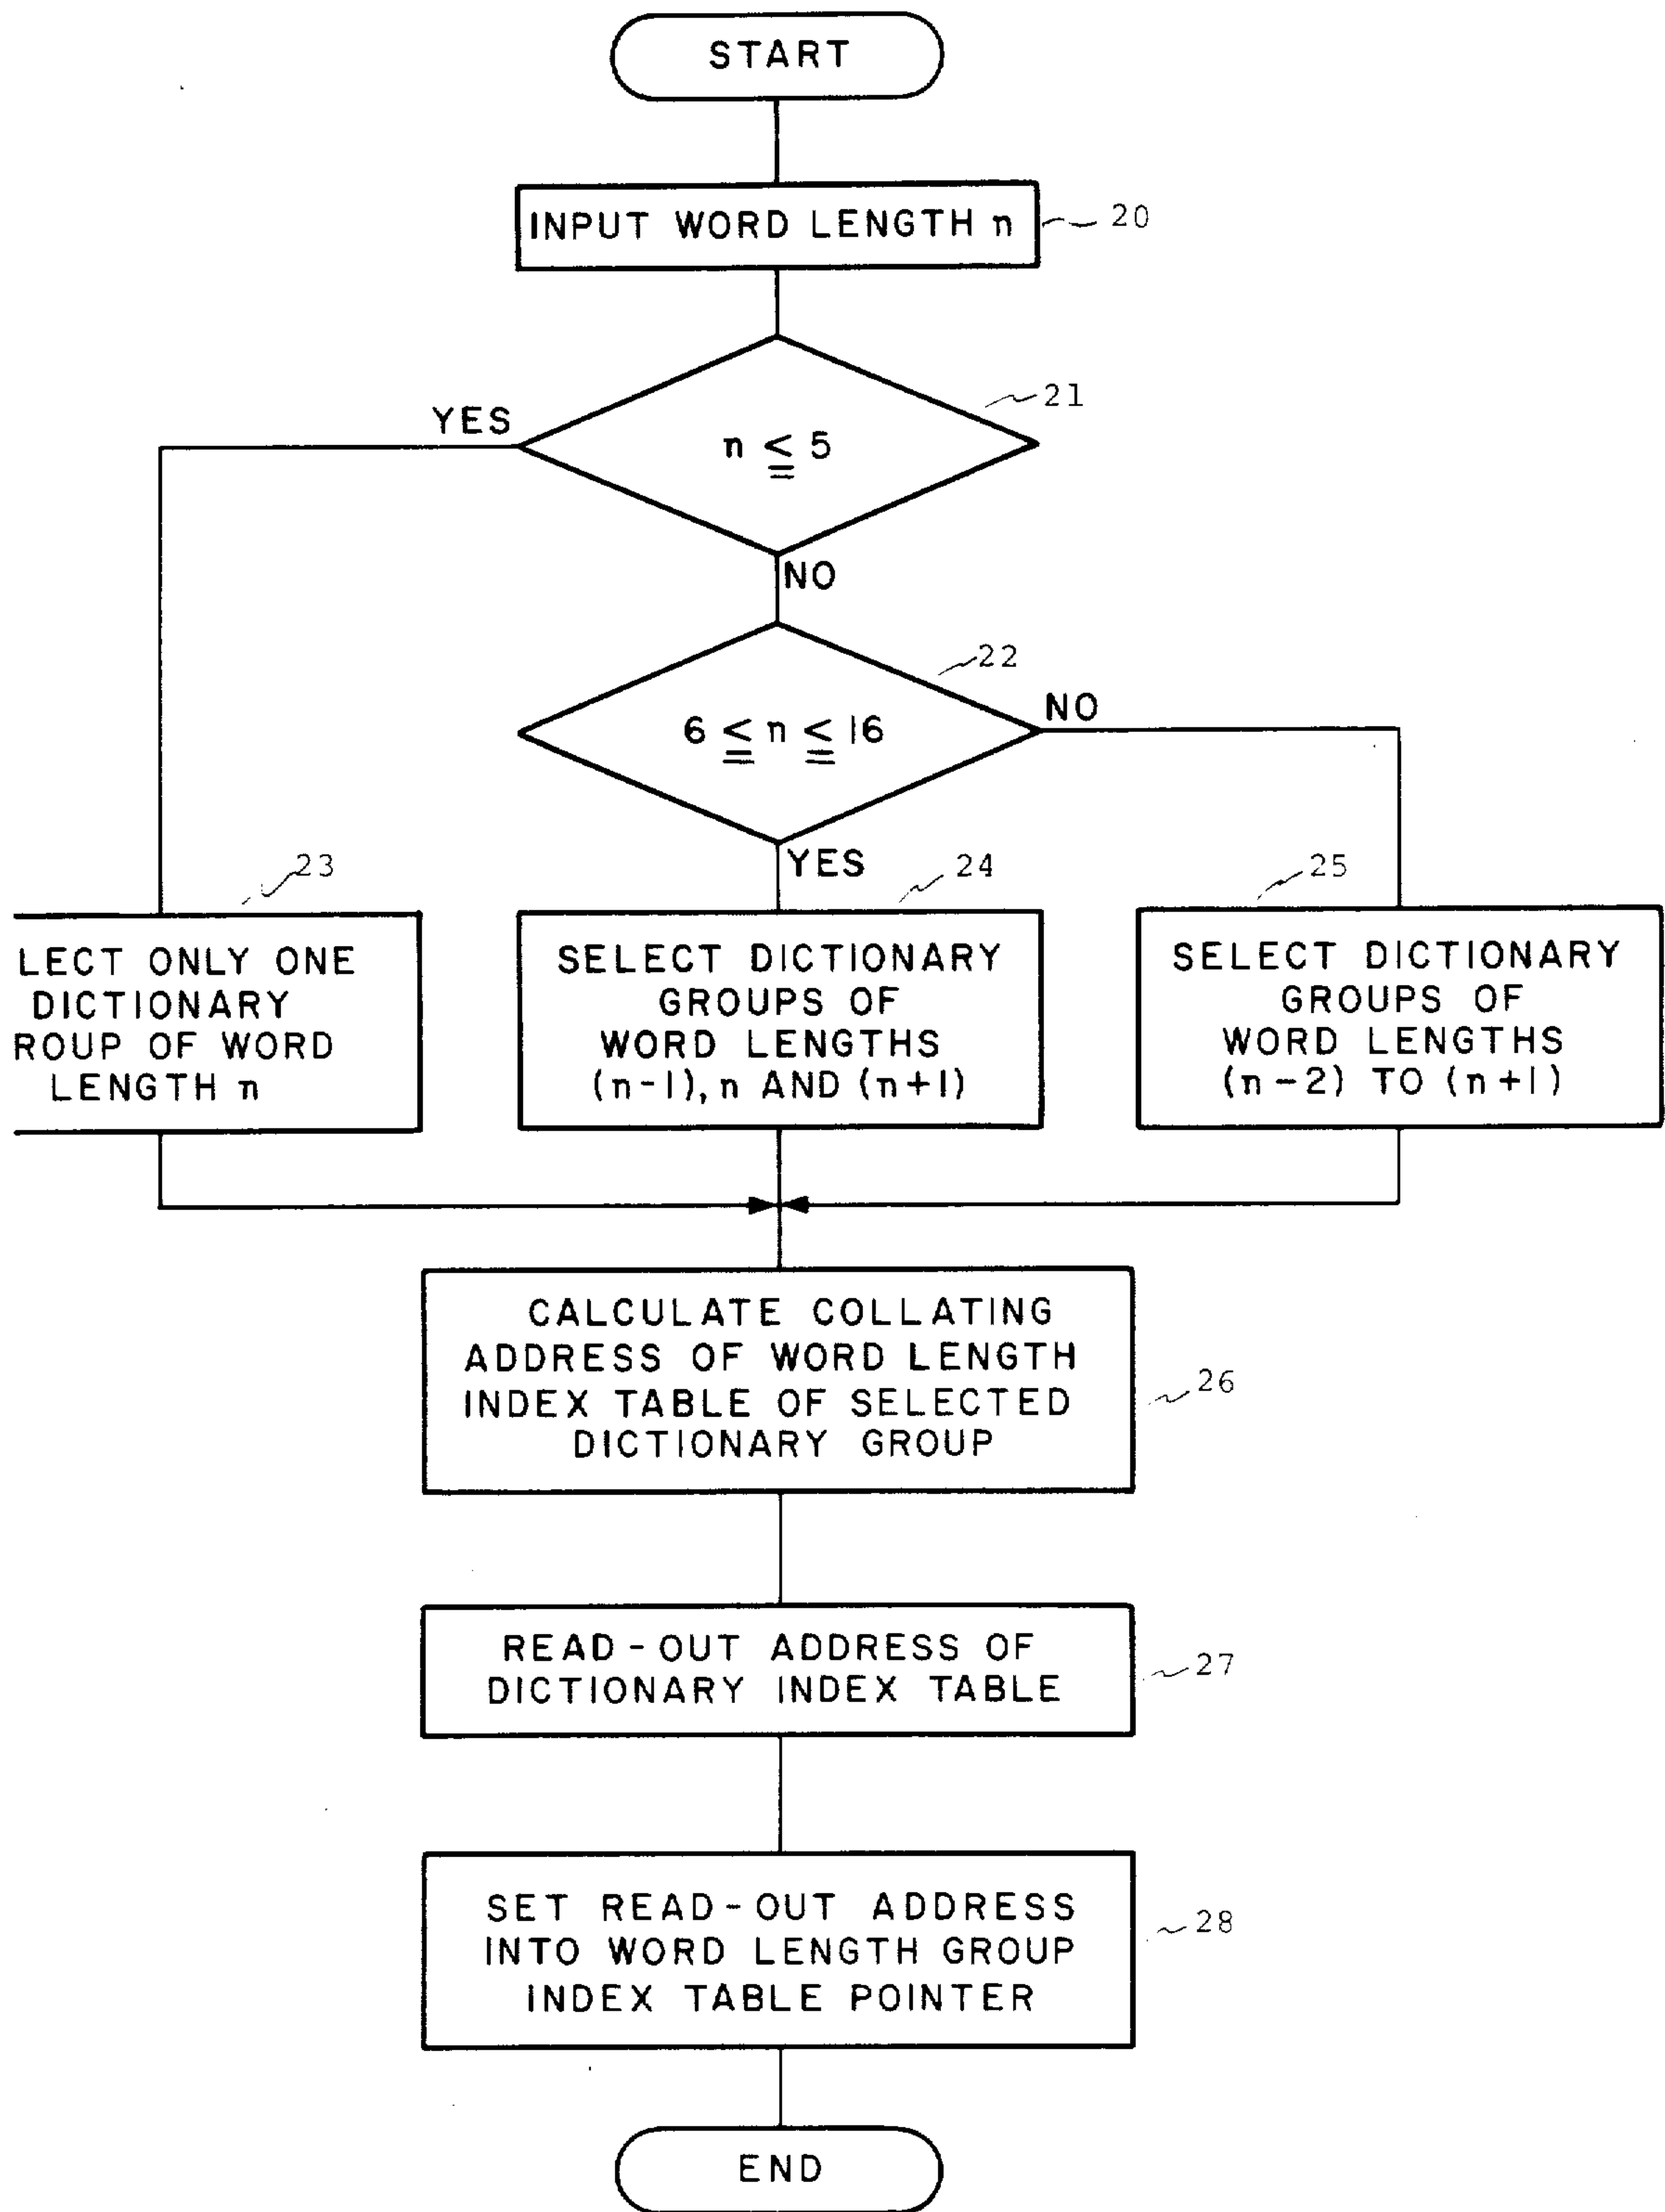 START
INPUT WORD LENGTH n
20
21
YES
n ≦ 5
NO
22
6 ≦ n ≦ 16
NO
YES
23
24
25
LECT ONLY ONE
DICTIONARY
ROUP OF WORD
LENGTH n
SELECT DICTIONARY
GROUPS OF
WORD LENGTHS
(n-1), n AND (n+1)
SELECT DICTIONARY
GROUPS OF
WORD LENGTHS
(n-2) TO (n+1)
CALCULATE COLLATING
ADDRESS OF WORD LENGTH
INDEX TABLE OF SELECTED
DICTIONARY GROUP
26
READ-OUT ADDRESS OF
DICTIONARY INDEX TABLE
27
SET READ-OUT ADDRESS
INTO WORD LENGTH GROUP
INDEX TABLE POINTER
28
END